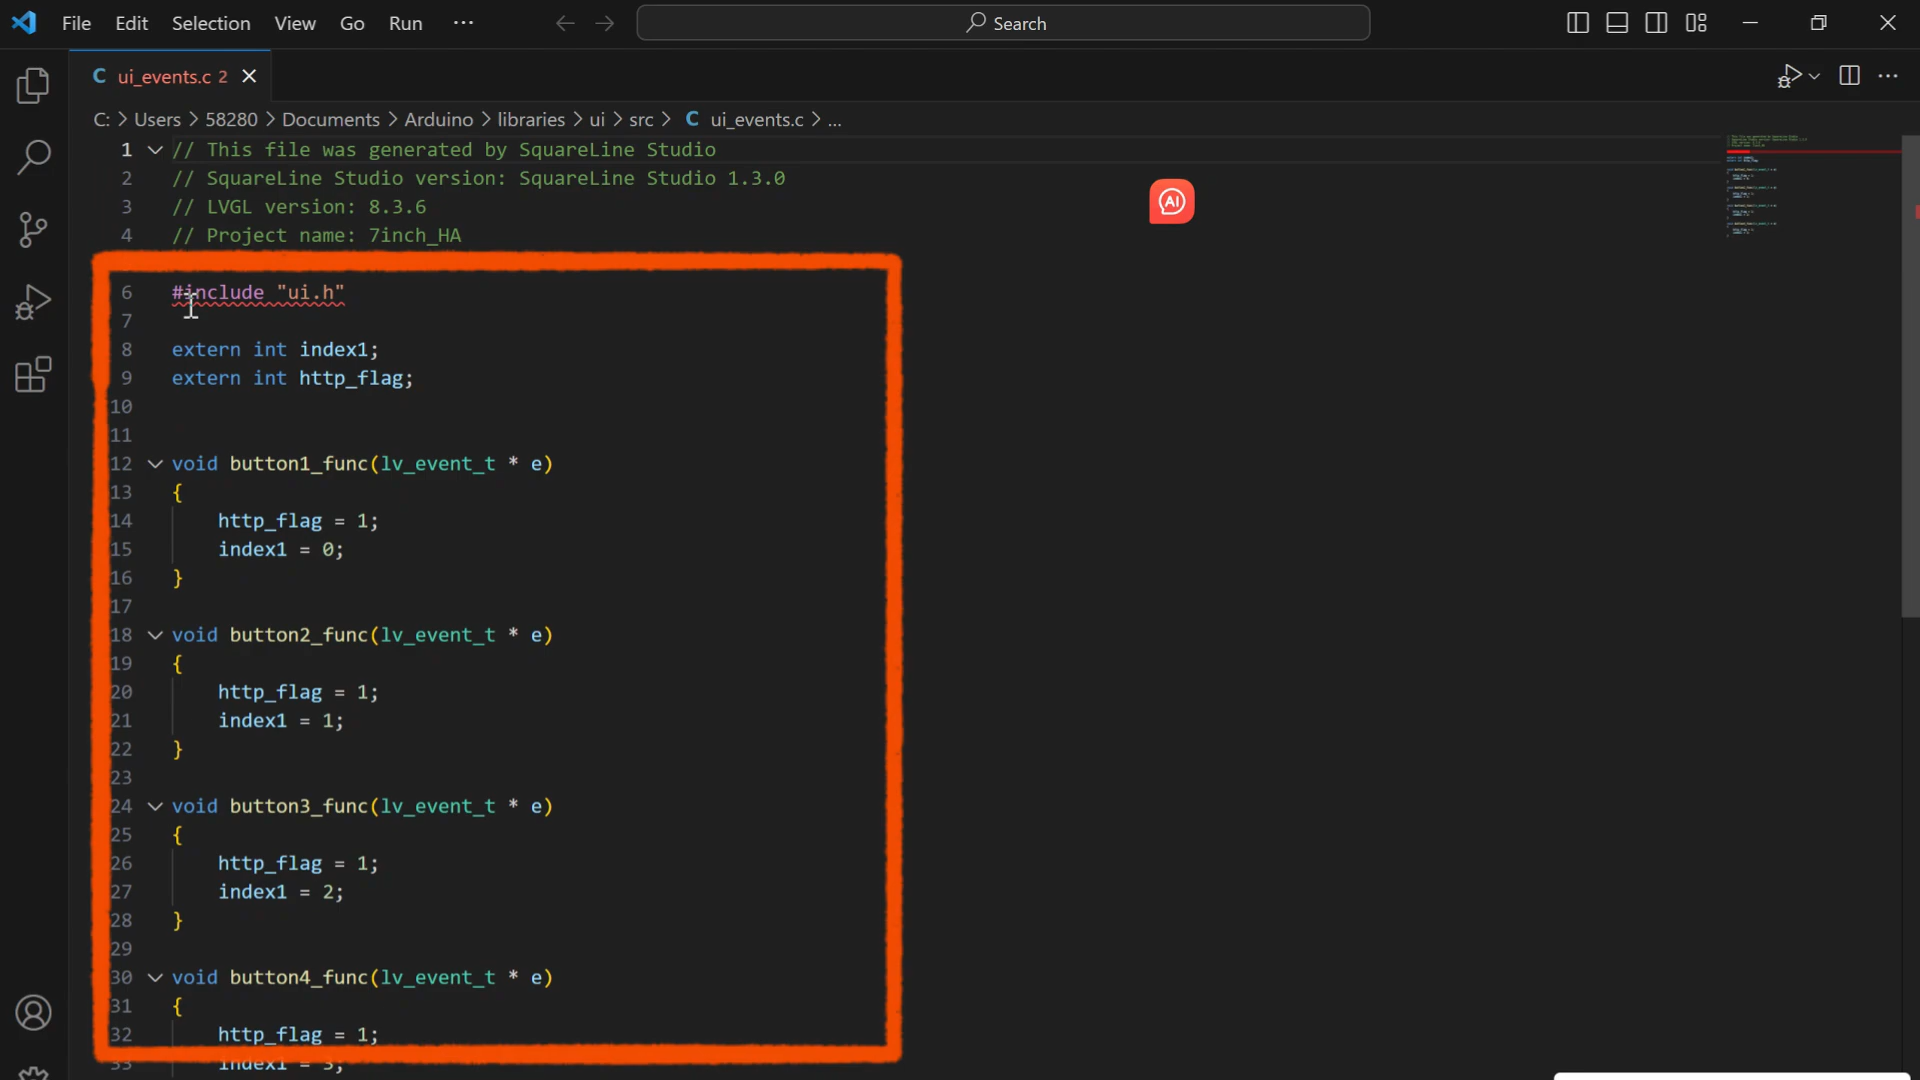 File Edit Selection View Go Run ··· Search
ui_events.c 2
C: > Users > 58280 > Documents > Arduino > libraries > ui > src > C ui_events.c > ...
1 // This file was generated by SquareLine Studio
2 // SquareLine Studio version: SquareLine Studio 1.3.0
3 // LVGL version: 8.3.6
4 // Project name: 7inch_HA
6 #include "ui.h"
7
8 extern int index1;
9 extern int http_flag;
10
11
12 void button1_func(lv_event_t * e)
13 {
14 http_flag = 1;
15 index1 = 0;
16 }
17
18 void button2_func(lv_event_t * e)
19 {
20 http_flag = 1;
21 index1 = 1;
22 }
23
24 void button3_func(lv_event_t * e)
25 {
26 http_flag = 1;
27 index1 = 2;
28 }
29
30 void button4_func(lv_event_t * e)
31 {
32 http_flag = 1;
33 index1 = 3;
AI